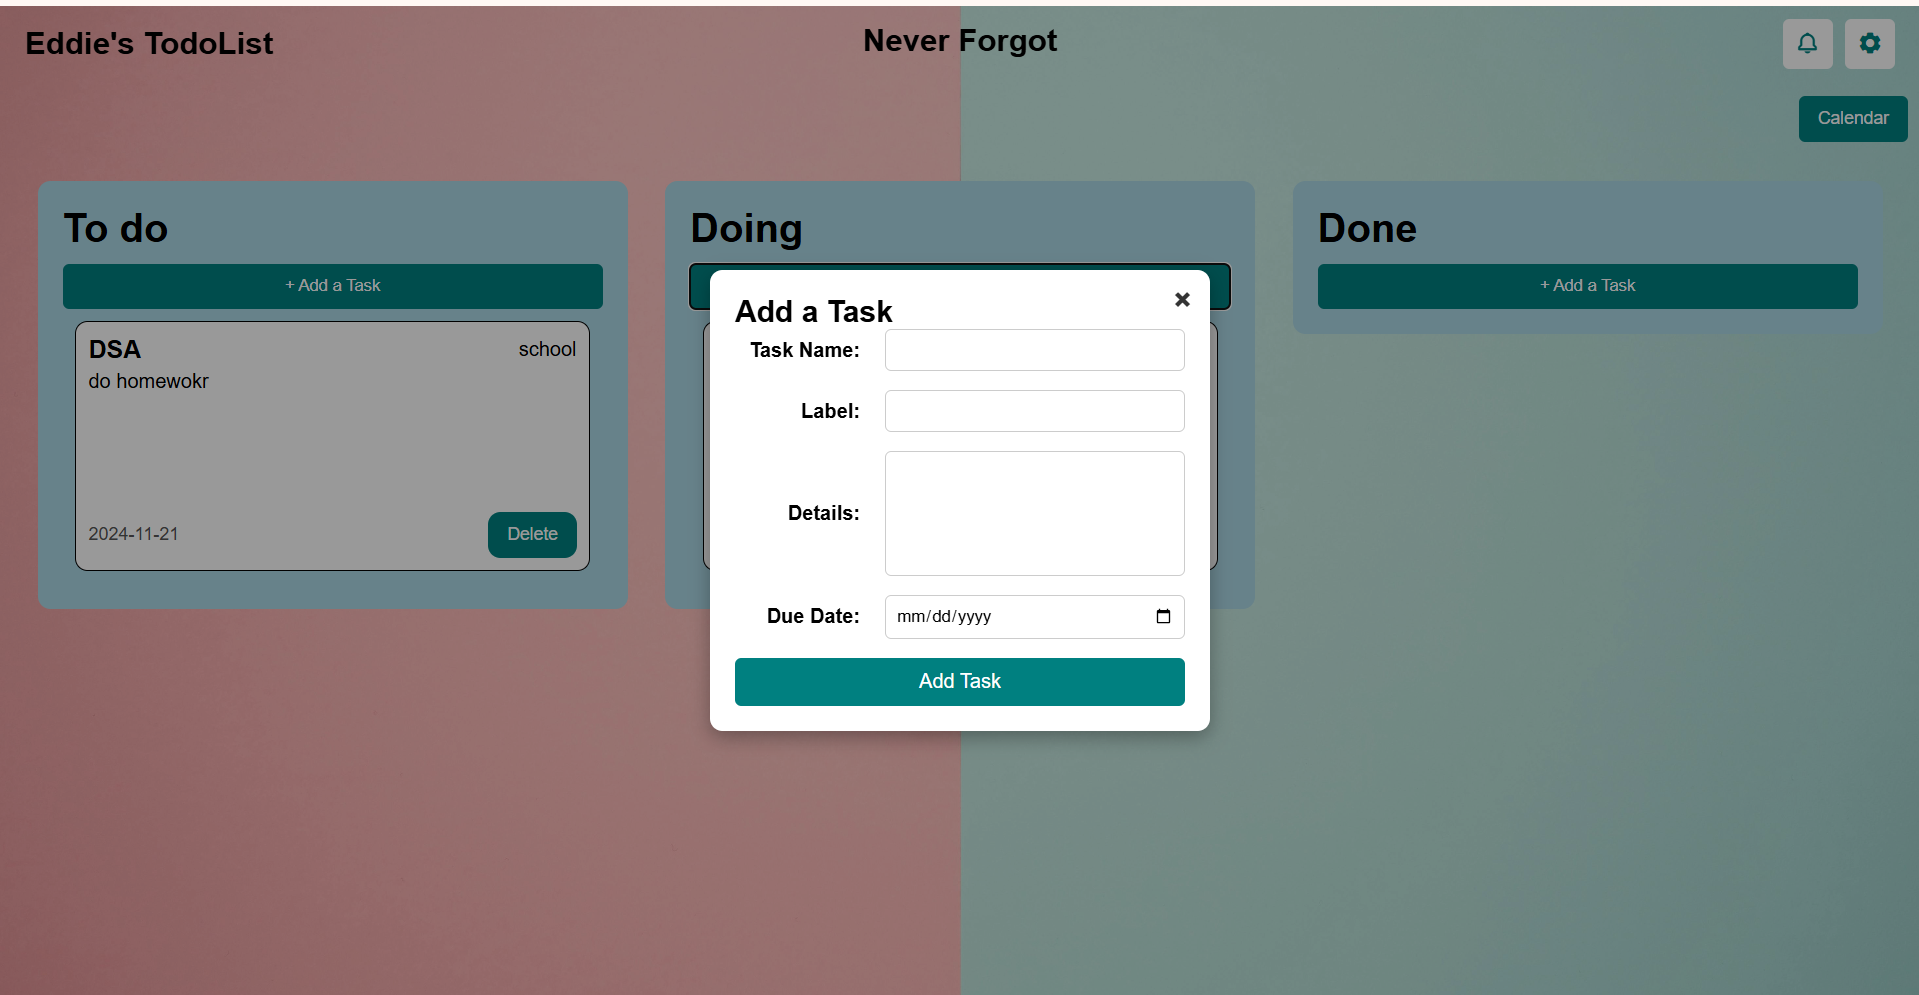 Eddie's TodoList
Never Forgot
Calendar
To do
+ Add a Task
DSA
school
do homewokr
2024-11-21
Delete
Doing
Done
+ Add a Task
Add a Task
Task Name:
Label:
Details:
Due Date:
mm/dd/yyyy
Add Task